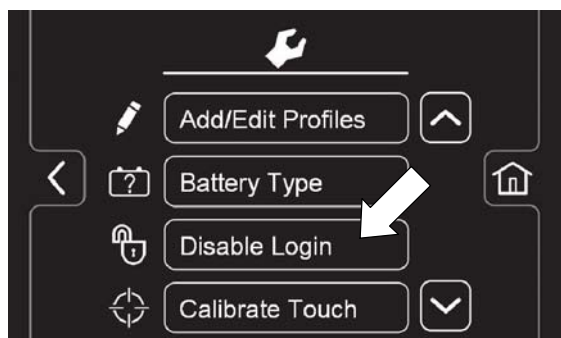 Add/Edit Profiles
?
Battery Type
Disable Login
Calibrate Touch